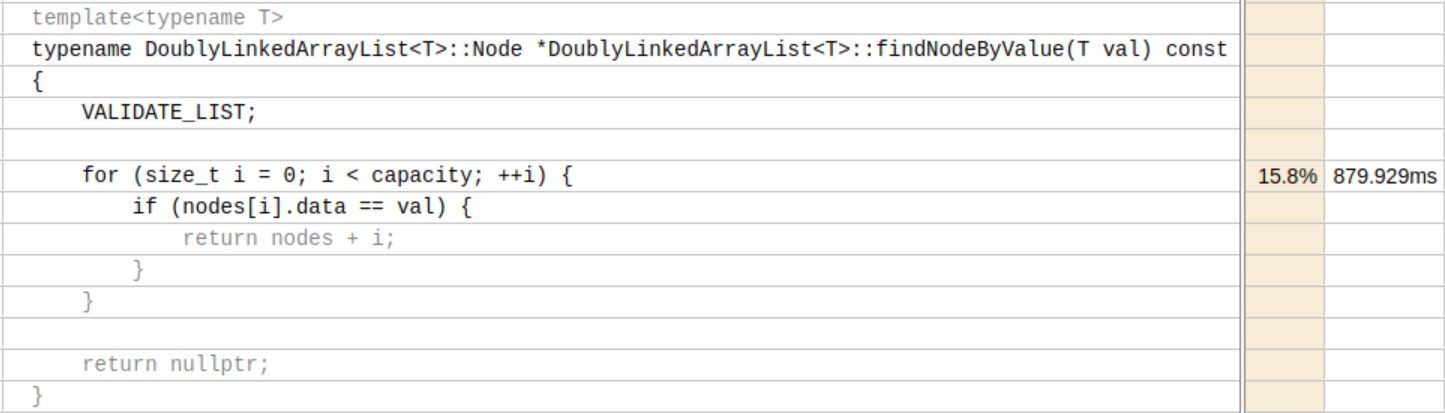 template<typename T>
typename DoublyLinkedArrayList<T>::Node *DoublyLinkedArrayList<T>::findNodeByValue(T val) const
{
    VALIDATE_LIST;
    for (size_t i = 0; i < capacity; ++i) { 15.8% 879.929ms
        if (nodes[i].data == val) {
            return nodes + i;
        }
    }
    return nullptr;
}